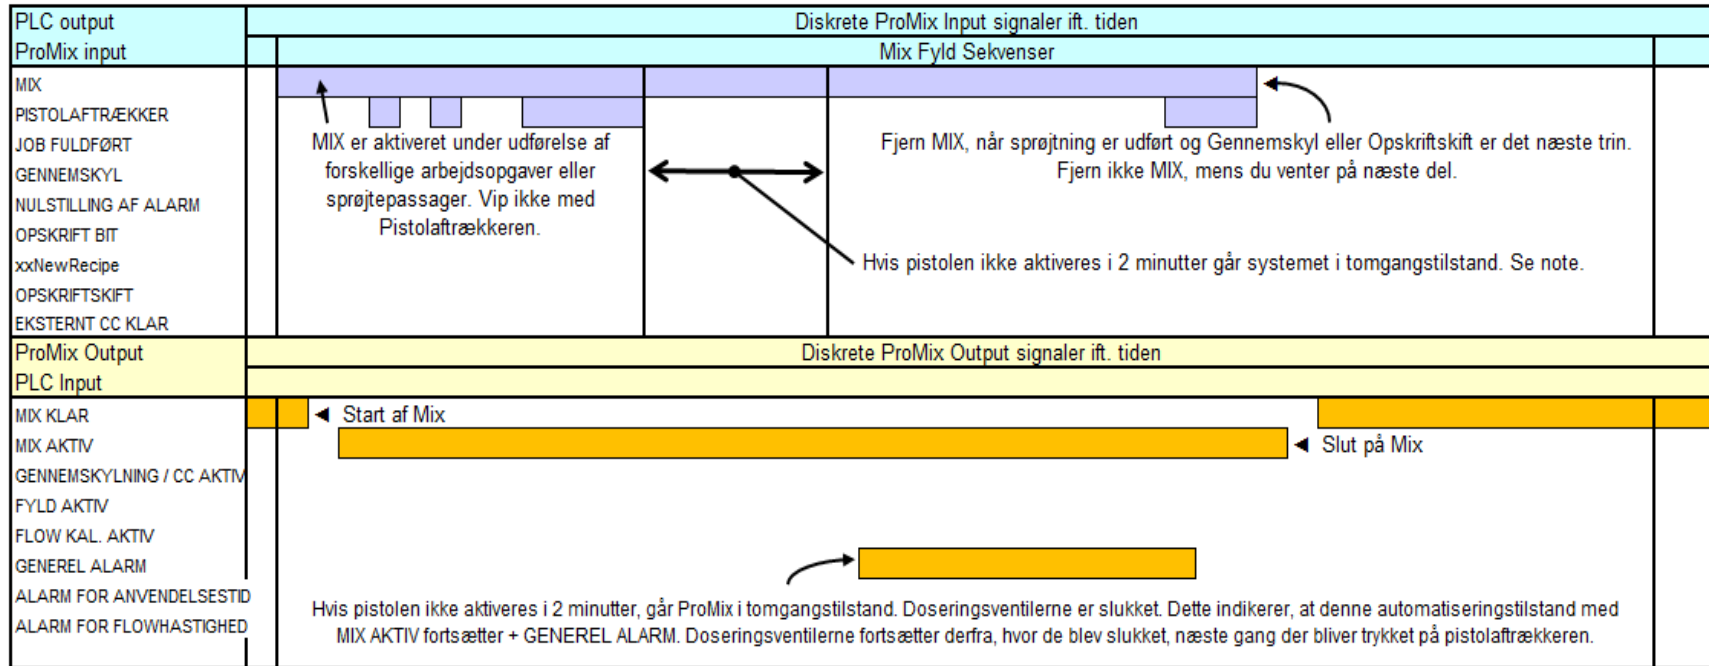 PLC output
Diskrete ProMix Input signaler ift. tiden
ProMix input
Mix Fyld Sekvenser
MIX
PISTOLAFTRÆKKER
JOB FULDFØRT
GENNEMSKYL
NULSTILLING AF ALARM
OPSKRIFT BIT
xxNewRecipe
OPSKRIFTSKIFT
EKSTERNT CC KLAR
MIX er aktiveret under udførelse af
forskellige arbejdsopgaver eller
sprøjtepassager. Vip ikke med
Pistolaftrækkeren.
Fjern MIX, når sprøjtning er udført og Gennemskyl eller Opskriftskift er det næste trin.
Fjern ikke MIX, mens du venter på næste del.
Hvis pistolen ikke aktiveres i 2 minutter går systemet i tomgangstilstand. Se note.
ProMix Output
Diskrete ProMix Output signaler ift. tiden
PLC Input
MIX KLAR
Start af Mix
MIX AKTIV
Slut på Mix
GENNEMSKYLNING / CC AKTIV
FYLD AKTIV
FLOW KAL. AKTIV
GENEREL ALARM
ALARM FOR ANVENDELSESTID
ALARM FOR FLOWHASTIGHED
Hvis pistolen ikke aktiveres i 2 minutter, går ProMix i tomgangstilstand. Doseringsventilerne er slukket. Dette indikerer, at denne automatiseringstilstand med
MIX AKTIV fortsætter + GENEREL ALARM. Doseringsventilerne fortsætter derfra, hvor de blev slukket, næste gang der bliver trykket på pistolaftrækkeren.